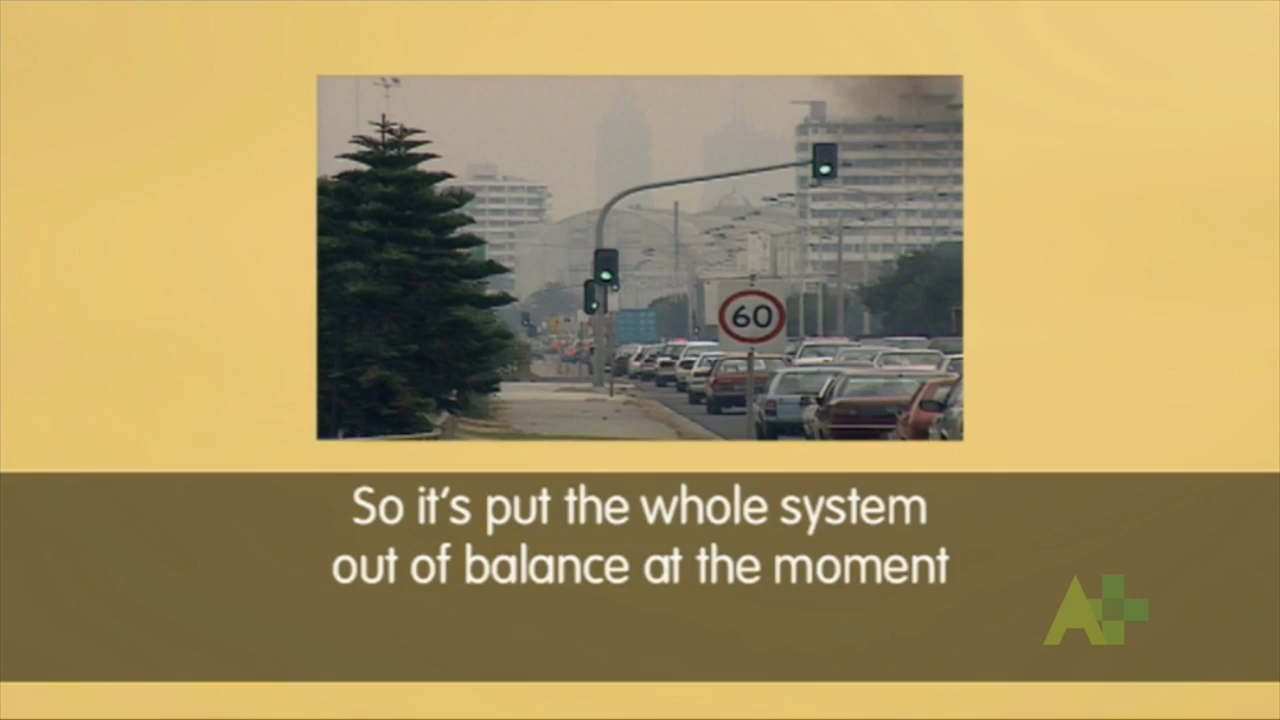 60
So it's put the whole system
out of balance at the moment
A+